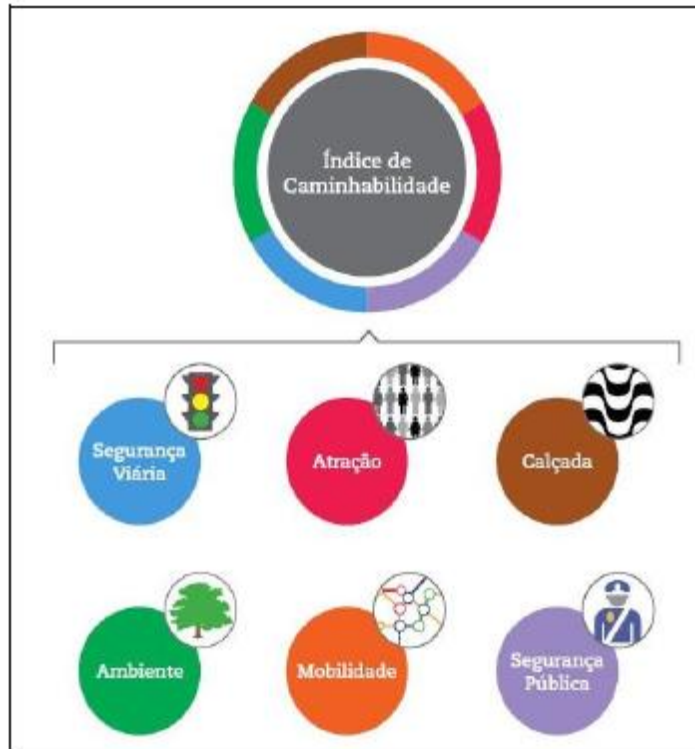 Índice de
Caminhabilidade
Segurança
Viária
Atração
Calçada
Ambiente
Mobilidade
Segurança
Pública